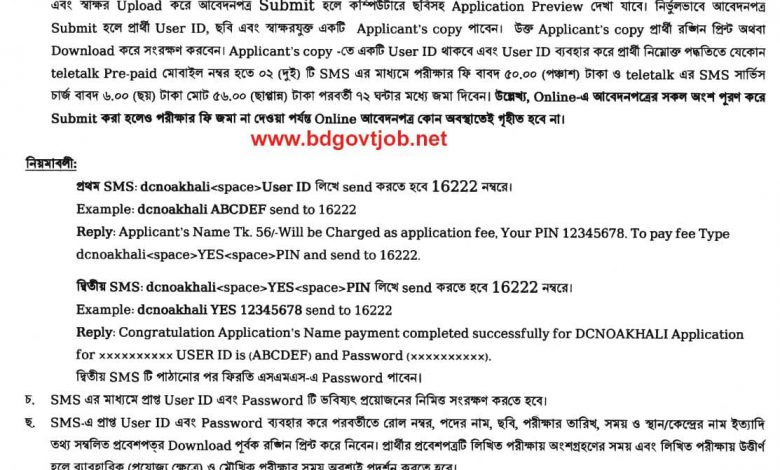 এবং স্বাক্ষর Upload করে আবেদনপত্র Submit হলে কম্পিউটারে ছবিসহ Application Preview দেখা যাবে। নির্ভুলভাবে আবেদনপত্র
Submit হলে প্রার্থী User ID, ছবি এবং স্বাক্ষরযুক্ত একটি Applicant's copy পাবেন। উক্ত Applicant's copy প্রার্থী রঙ্গিন প্রিন্ট অথবা
Download করে সংরক্ষণ করবেন। Applicant's copy -তে একটি User ID থাকবে এবং User ID ব্যবহার করে প্রার্থী নিম্নোক্ত পদ্ধতিতে যেকোন
teletalk Pre-paid মোবাইল নম্বর হতে ০২ (দুই) টি SMS এর মাধ্যমে পরীক্ষার ফি বাবদ ৫০.০০ (পঞ্চাশ) টাকা ও teletalk এর SMS সার্ভিস
চার্জ বাবদ ৬.০০ (ছয়) টাকা মোট ৫৬.০০ (ছাপ্পান্ন) টাকা পরবর্তী ৭২ ঘন্টার মধ্যে জমা দিবেন। উল্লেখ্য, Online-এ আবেদনপত্রের সকল অংশ পূরণ করে
Submit করা হলেও পরীক্ষার ফি জমা না দেওয়া পর্যন্ত Online আবেদনপত্র কোন অবস্থাতেই গৃহীত হবে না।
www.bdgovtjob.net
নিয়মাবলী:
প্রথম SMS: dcnoakhali<space>User ID লিখে send করতে হবে 16222 নম্বরে।
Example: dcnoakhali ABCDEF send to 16222
Reply: Applicant's Name Tk. 56/-Will be Charged as application fee, Your PIN 12345678. To pay fee Type
dcnoakhali<space>YES<space>PIN and send to 16222.
দ্বিতীয় SMS: dcnoakhali<space>YES<space>PIN লিখে send করতে হবে 16222 নম্বরে।
Example: dcnoakhali YES 12345678 send to 16222
Reply: Congratulation Application's Name payment completed successfully for DCNOAKHALI Application
for xxxxxxxxxx USER ID is (ABCDEF) and Password (xxxxxxxxxx).
দ্বিতীয় SMS টি পাঠানোর পর ফিরতি এসএমএস-এ Password পাবেন।
চ. SMS এর মাধ্যমে প্রাপ্ত User ID এবং Password টি ভবিষ্যৎ প্রয়োজনের নিমিত্ত সংরক্ষণ করতে হবে।
ছ. SMS-এ প্রাপ্ত User ID এবং Password ব্যবহার করে পরবর্তীতে রোল নম্বর, পদের নাম, ছবি, পরীক্ষার তারিখ, সময় ও স্থান/কেন্দ্রের নাম ইত্যাদি
তথ্য সম্বলিত প্রবেশপত্র Download পূর্বক রঙ্গিন প্রিন্ট করে নিবেন। প্রার্থীর প্রবেশপত্রটি লিখিত পরীক্ষায় অংশগ্রহণের সময় এবং লিখিত পরীক্ষায় উত্তীর্ণ
হলে ব্যাবহারিক (প্রযোজ্য ক্ষেত্রে) ও মৌখিক পরীক্ষার সময় অবশ্যই প্রদর্শন করতে হবে।